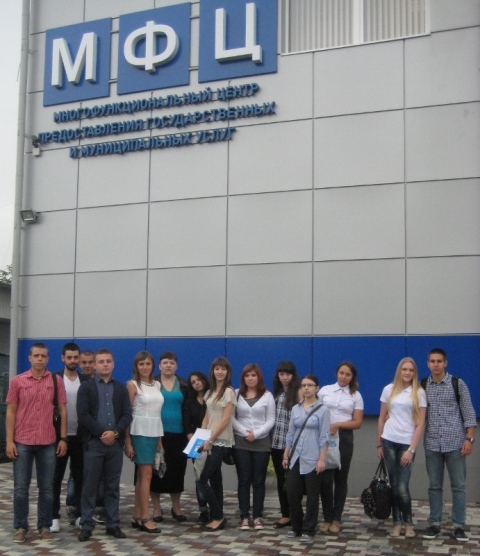 МФЦ
МНОГОФУНКЦИОНАЛЬНЫЙ ЦЕНТР
ПРЕДОСТАВЛЕНИЯ ГОСУДАРСТВЕННЫХ
И МУНИЦИПАЛЬНЫХ УСЛУГ